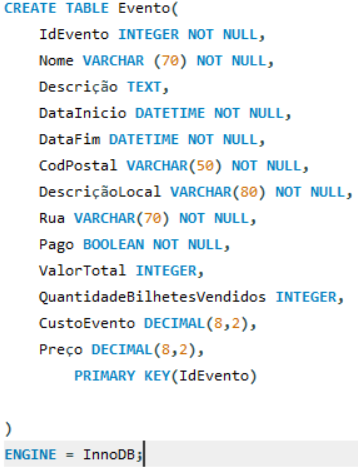 CREATE TABLE Evento(
IdEvento INTEGER NOT NULL,
Nome VARCHAR (70) NOT NULL,
Descrição TEXT,
DataInicio DATETIME NOT NULL,
DataFim DATETIME NOT NULL,
CodPostal VARCHAR(50) NOT NULL,
DescriçãoLocal VARCHAR(80) NOT NULL,
Rua VARCHAR(70) NOT NULL,
Pago BOOLEAN NOT NULL,
ValorTotal INTEGER,
QuantidadeBilhetesVendidos INTEGER,
CustoEvento DECIMAL(8,2),
Preço DECIMAL(8,2),
PRIMARY KEY(IdEvento)
)
ENGINE = InnoDB;